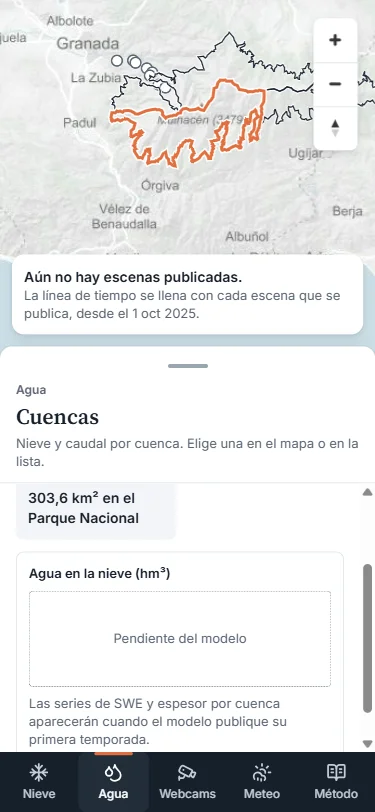 Albolote
juela
Granada
La Zubia
Padul
Mulhacén (3479
Ugíjar
Órgiva
Vélez de
Benaudalla
Berja
Albuñol
Aún no hay escenas publicadas.
La línea de tiempo se llena con cada escena que se
publica, desde el 1 oct 2025.
Agua
Cuencas
Nieve y caudal por cuenca. Elige una en el mapa o en la
lista.
303,6 km² en el
Parque Nacional
Agua en la nieve (hm³)
Pendiente del modelo
Las series de SWE y espesor por cuenca
aparecerán cuando el modelo publique su
primera temporada.
Nieve
Agua
Webcams
Meteo
Método